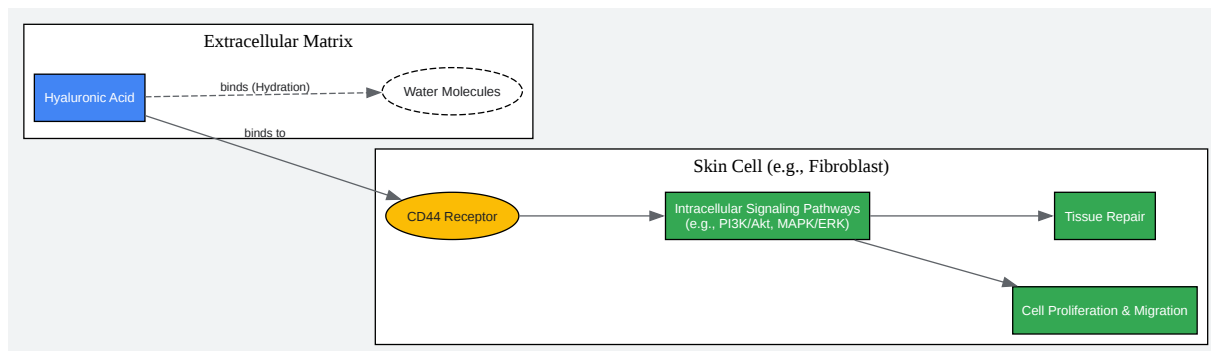 Extracellular Matrix
Hyaluronic Acid
binds (Hydration)
Water Molecules
binds to
Skin Cell (e.g., Fibroblast)
CD44 Receptor
Intracellular Signaling Pathways
(e.g., PI3K/Akt, MAPK/ERK)
Tissue Repair
Cell Proliferation & Migration